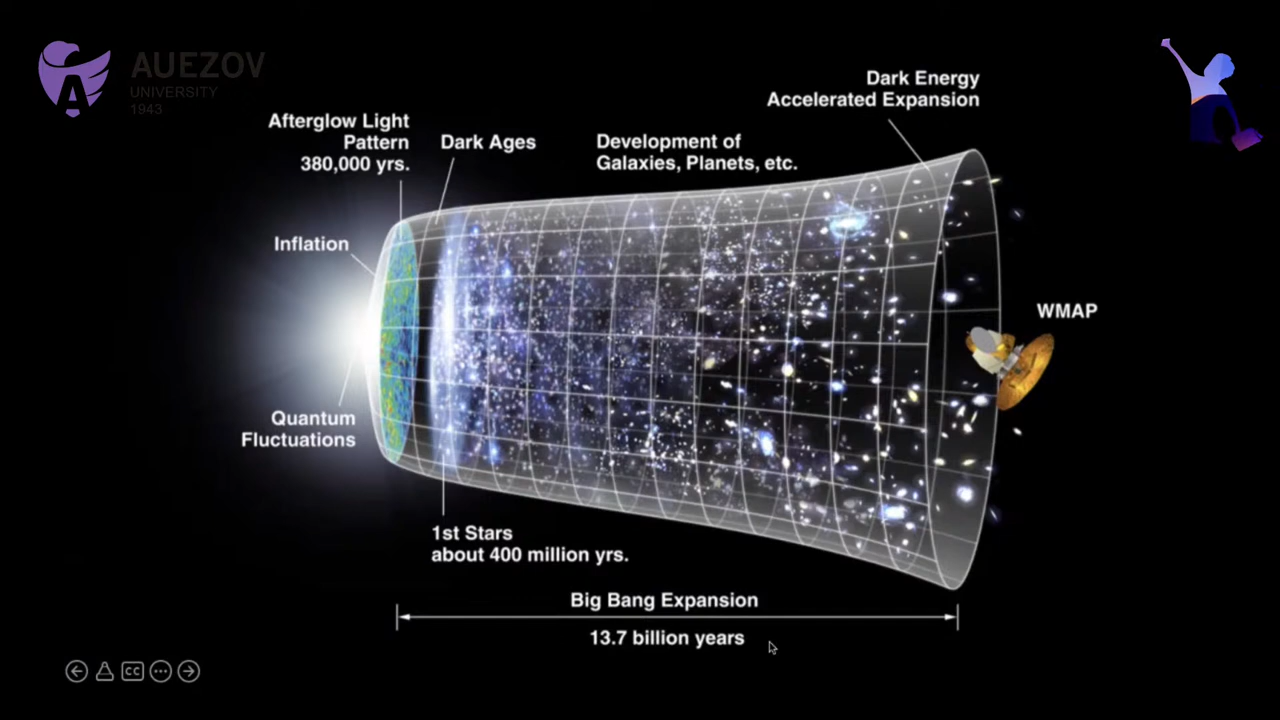 AUEZOV
UNIVERSITY
1943
Dark Energy
Accelerated Expansion
Afterglow Light
Pattern
380,000 yrs.
Dark Ages
Development of
Galaxies, Planets, etc.
Inflation
WMAP
Quantum
Fluctuations
1st Stars
about 400 million yrs.
Big Bang Expansion
13.7 billion years
CC